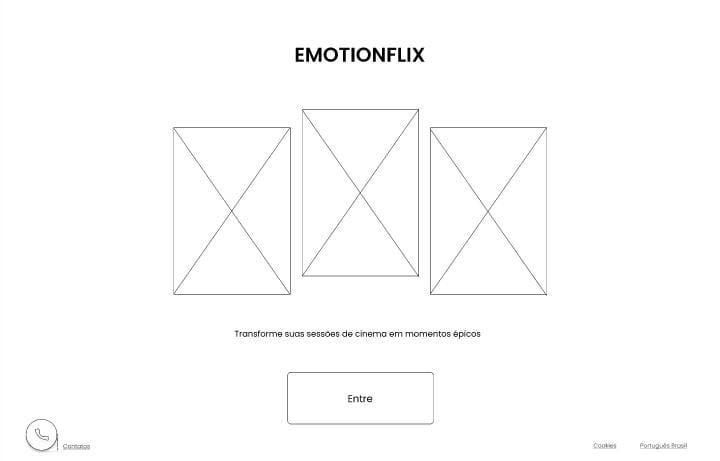 EMOTIONFLIX
Transforme suas sessões de cinema em momentos épicos
Entre
Contatos
Cookies
Português Brasil